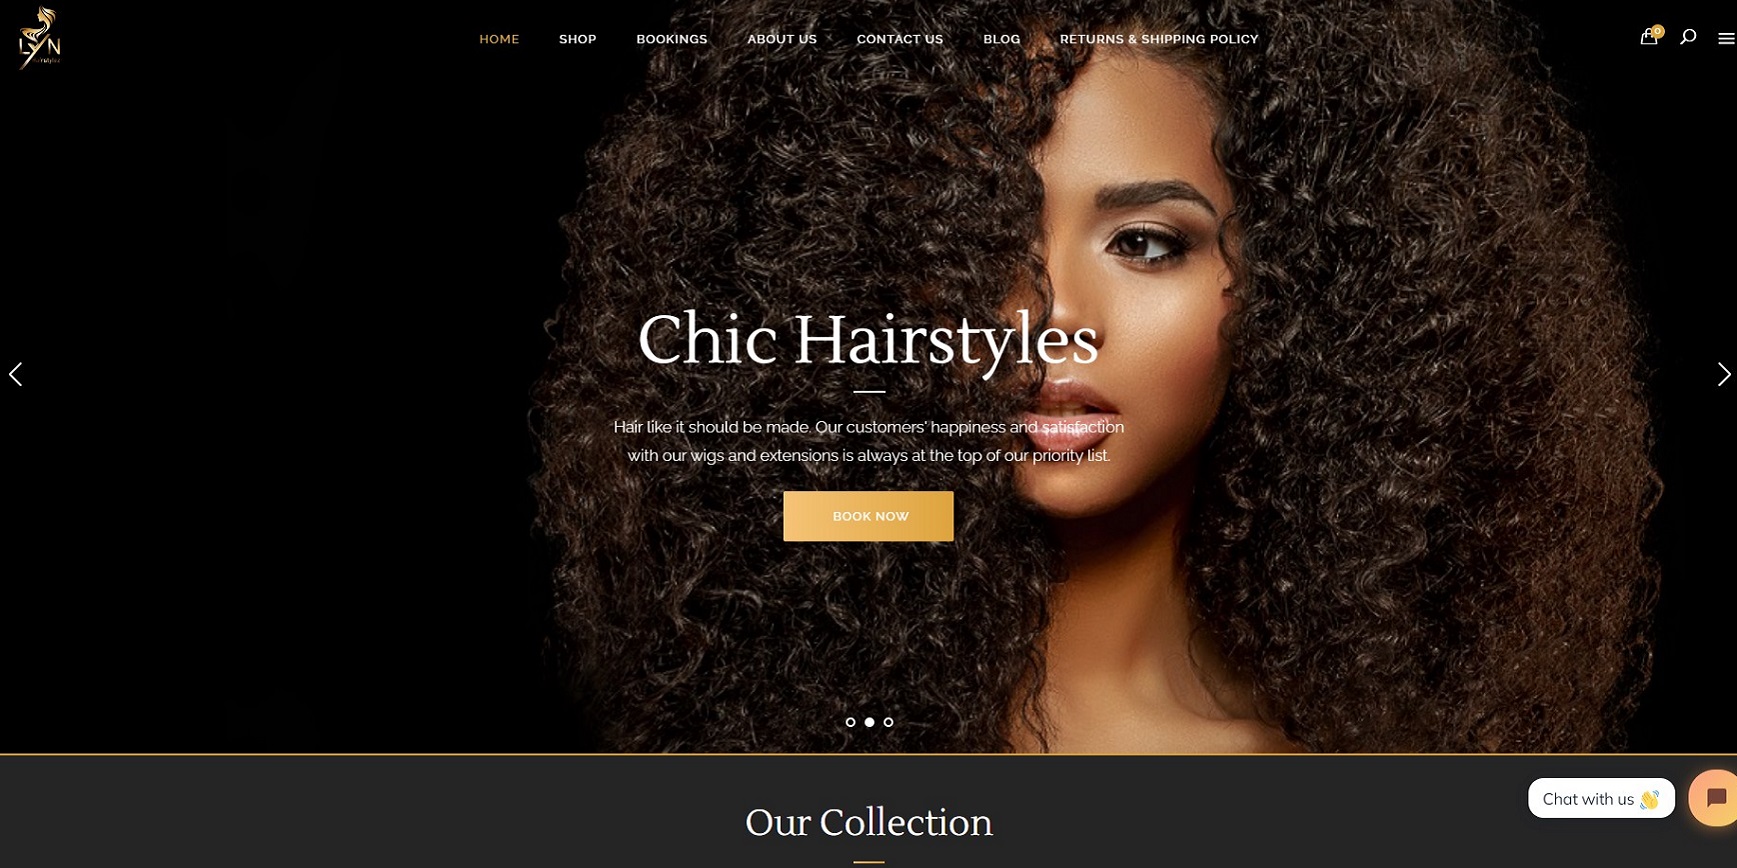 LYN
HOME SHOP BOOKINGS ABOUT US CONTACT US BLOG RETURNS & SHIPPING POLICY
0
Chic Hairstyles
Hair like it should be made. Our customers' happiness and satisfaction
with our wigs and extensions is always at the top of our priority list.
BOOK NOW
Chat with us 👋
Our Collection